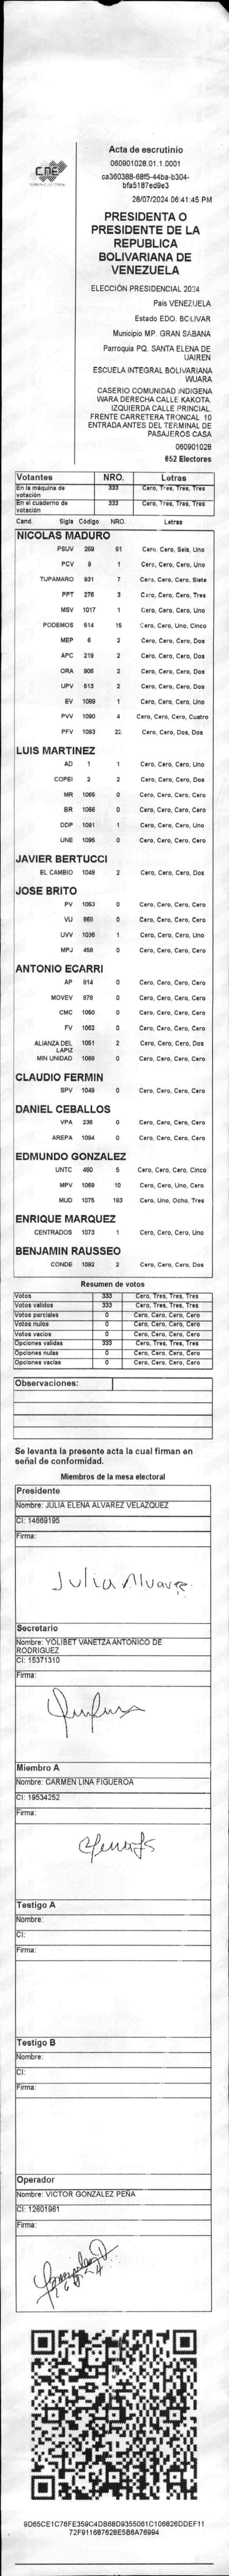 CNE
Acta de escrutinio
060901028.01.1.0001
ca360388-68f5-44ba-b304-
bfa5187ed9e3
28/07/2024 06:41:45 PM
PRESIDENTA O
PRESIDENTE DE LA
REPUBLICA
BOLIVARIANA DE
VENEZUELA
ELECCIÓN PRESIDENCIAL 2024
País VENEZUELA
Estado EDO. BOLIVAR
Municipio MP. GRAN SABANA
Parroquia PQ. SANTA ELENA DE
UAIREN
ESCUELA INTEGRAL BOLIVARIANA
WUARA
CASERIO COMUNIDAD INDIGENA
WARA DERECHA CALLE KAKOTA.
IZQUIERDA CALLE PRINCIAL.
FRENTE CARRETERA TRONCAL 10
ENTRADA ANTES DEL TERMINAL DE
PASAJEROS CASA
060901028
652 Electores
Votantes NRO. Letras
En la máquina de votación 333 Cero, Tres, Tres, Tres
En el cuaderno de votación 333 Cero, Tres, Tres, Tres
Cand. Sigla Código NRO. Letras
NICOLAS MADURO
PSUV 269 61 Cero, Cero, Seis, Uno
PCV 9 1 Cero, Cero, Cero, Uno
TUPAMARO 931 7 Cero, Cero, Cero, Siete
PPT 276 3 Cero, Cero, Cero, Tres
MSV 1017 1 Cero, Cero, Cero, Uno
PODEMOS 514 15 Cero, Cero, Uno, Cinco
MEP 6 2 Cero, Cero, Cero, Dos
APC 219 2 Cero, Cero, Cero, Dos
ORA 906 2 Cero, Cero, Cero, Dos
UPV 513 2 Cero, Cero, Cero, Dos
EV 1089 1 Cero, Cero, Cero, Uno
PVV 1090 4 Cero, Cero, Cero, Cuatro
PFV 1093 22 Cero, Cero, Dos, Dos
LUIS MARTINEZ
AD 1 1 Cero, Cero, Cero, Uno
COPEI 2 2 Cero, Cero, Cero, Dos
MR 1065 0 Cero, Cero, Cero, Cero
BR 1066 0 Cero, Cero, Cero, Cero
DDP 1091 1 Cero, Cero, Cero, Uno
UNE 1095 0 Cero, Cero, Cero, Cero
JAVIER BERTUCCI
EL CAMBIO 1048 2 Cero, Cero, Cero, Dos
JOSE BRITO
PV 1053 0 Cero, Cero, Cero, Cero
VU 968 0 Cero, Cero, Cero, Cero
UVV 1096 1 Cero, Cero, Cero, Uno
MPJ 458 0 Cero, Cero, Cero, Cero
ANTONIO ECARRI
AP 914 0 Cero, Cero, Cero, Cero
MOVEV 878 0 Cero, Cero, Cero, Cero
CMC 1050 0 Cero, Cero, Cero, Cero
FV 1062 0 Cero, Cero, Cero, Cero
ALIANZA DEL LAPIZ 1051 2 Cero, Cero, Cero, Dos
MIN UNIDAD 1068 0 Cero, Cero, Cero, Cero
CLAUDIO FERMIN
SPV 1049 0 Cero, Cero, Cero, Cero
DANIEL CEBALLOS
VPA 236 0 Cero, Cero, Cero, Cero
AREPA 1094 0 Cero, Cero, Cero, Cero
EDMUNDO GONZALEZ
UNTC 460 5 Cero, Cero, Cero, Cinco
MPV 1069 10 Cero, Cero, Uno, Cero
MUD 1075 183 Cero, Uno, Ocho, Tres
ENRIQUE MARQUEZ
CENTRADOS 1073 1 Cero, Cero, Cero, Uno
BENJAMIN RAUSSEO
CONDE 1092 2 Cero, Cero, Cero, Dos
Resumen de votos
Votos 333 Cero, Tres, Tres, Tres
Votos validos 333 Cero, Tres, Tres, Tres
Votos parciales 0 Cero, Cero, Cero, Cero
Votos nulos 0 Cero, Cero, Cero, Cero
Votos vacios 0 Cero, Cero, Cero, Cero
Opciones validas 333 Cero, Tres, Tres, Tres
Opciones nulas 0 Cero, Cero, Cero, Cero
Opciones vacias 0 Cero, Cero, Cero, Cero
Observaciones:
Se levanta la presente acta la cual firman en
señal de conformidad.
Miembros de la mesa electoral
Presidente
Nombre: JULIA ELENA ALVAREZ VELAZQUEZ
CI: 14669195
Firma:
Julia Alvarez
Secretario
Nombre: YOLIBET VANETZA ANTONICO DE
RODRIGUEZ
CI: 15371310
Firma:
Miembro A
Nombre: CARMEN LINA FIGUEROA
CI: 19534252
Firma:
Testigo A
Nombre:
CI:
Firma:
Testigo B
Nombre:
CI:
Firma:
Operador
Nombre: VICTOR GONZALEZ PEÑA
CI: 12601961
Firma:
9D65CE1C76FE359C4DB68D9355061C106826DDEF11
72F911687628E5B6A76994